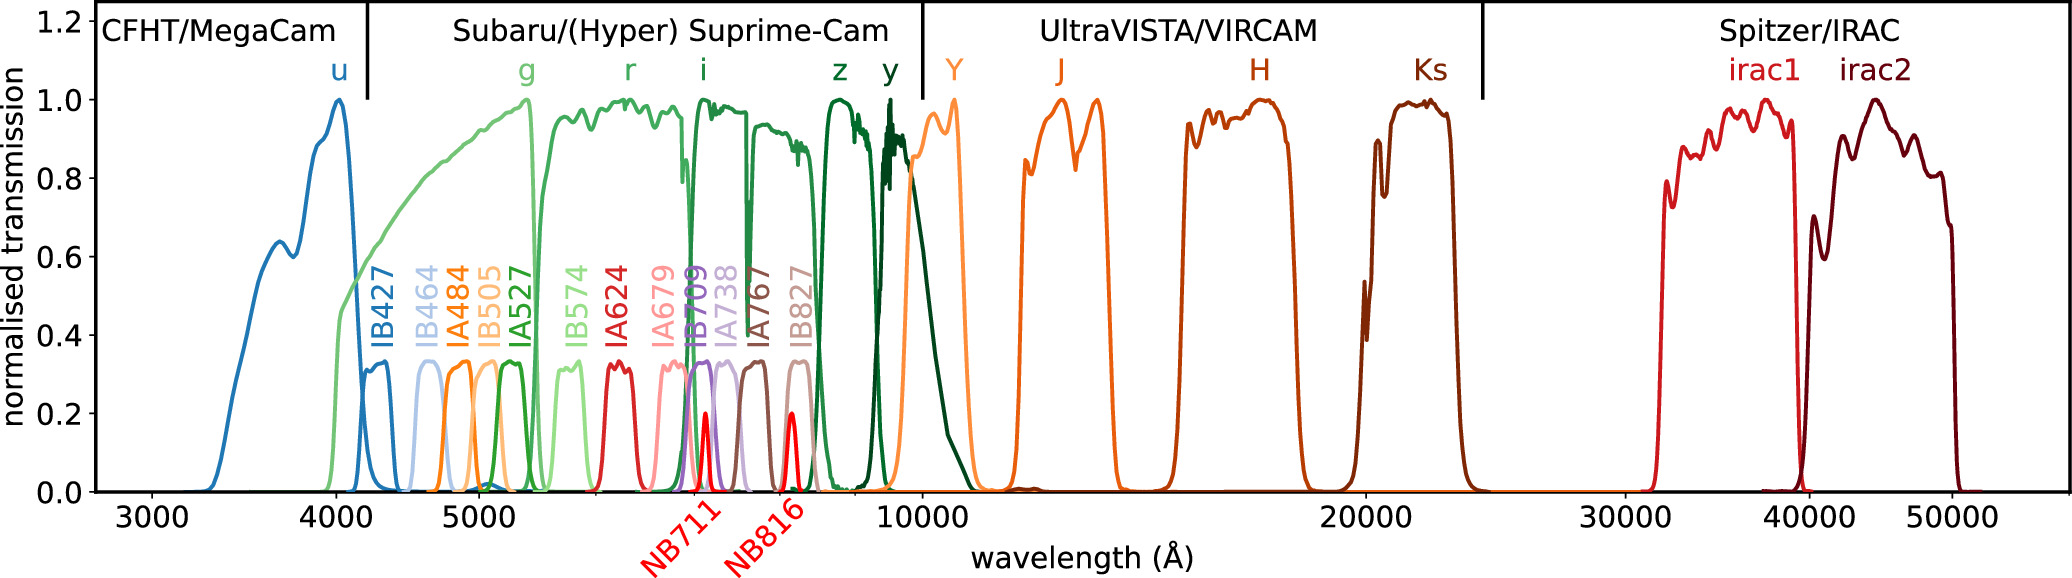 CFHT/MegaCam Subaru/(Hyper) Suprime-Cam UltraVISTA/VIRCAM Spitzer/IRAC
u g r i z y Y J H Ks irac1 irac2
normalised transmission
1.2
1.0
0.8
0.6
0.4
0.2
0.0
IB427
IB464
IA484
IB505
IA527
IB574
IA624
IA679
IB709
IA738
IA767
IB827
3000 4000 5000 10000 20000 30000 40000 50000
NB711
NB816
wavelength (Å)